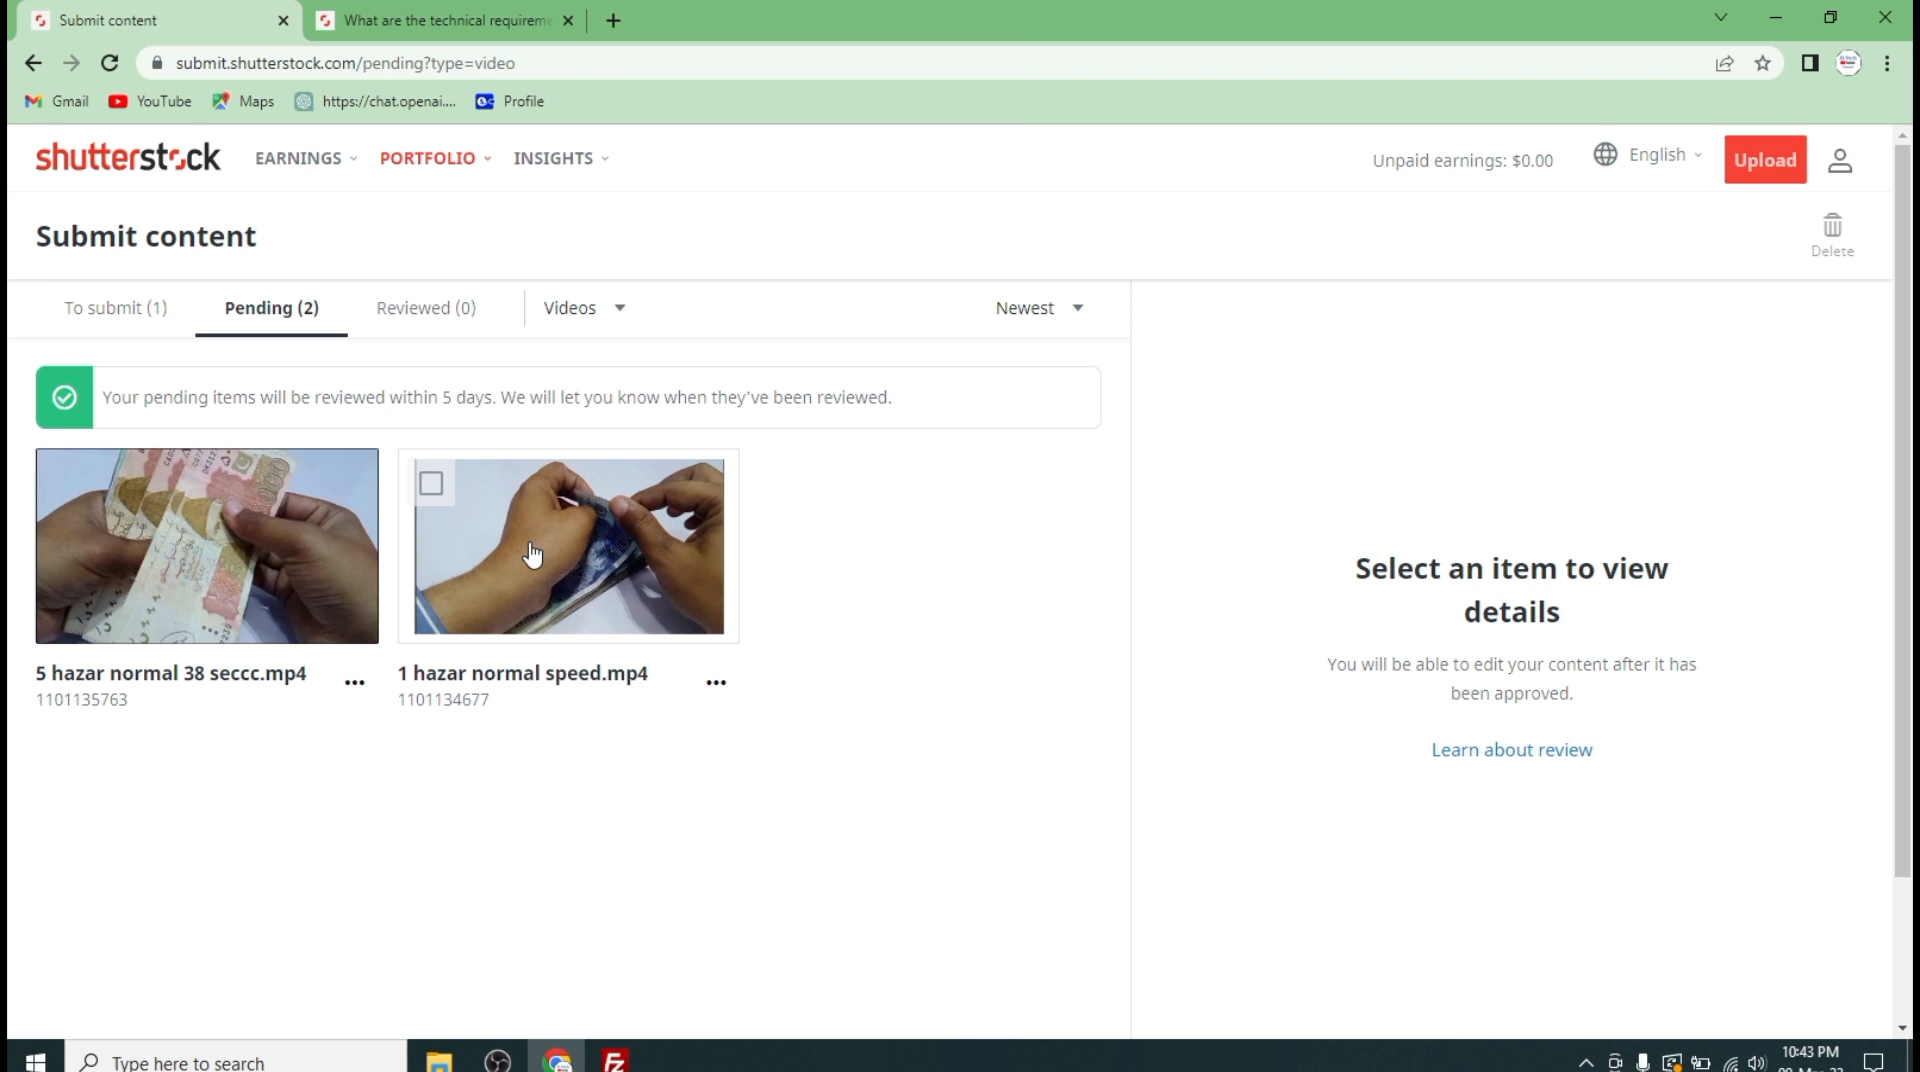 Submit content
What are the technical requireme
submit.shutterstock.com/pending?type=video
Gmail
YouTube
Maps
https://chat.openai....
Profile
shutterstock
EARNINGS
PORTFOLIO
INSIGHTS
Unpaid earnings: $0.00
English
Upload
Submit content
Delete
To submit (1)
Pending (2)
Reviewed (0)
Videos
Newest
Your pending items will be reviewed within 5 days. We will let you know when they've been reviewed.
5 hazar normal 38 seccc.mp4
...
1101135763
1 hazar normal speed.mp4
...
1101134677
Select an item to view
details
You will be able to edit your content after it has
been approved.
Learn about review
Type here to search
10:43 PM